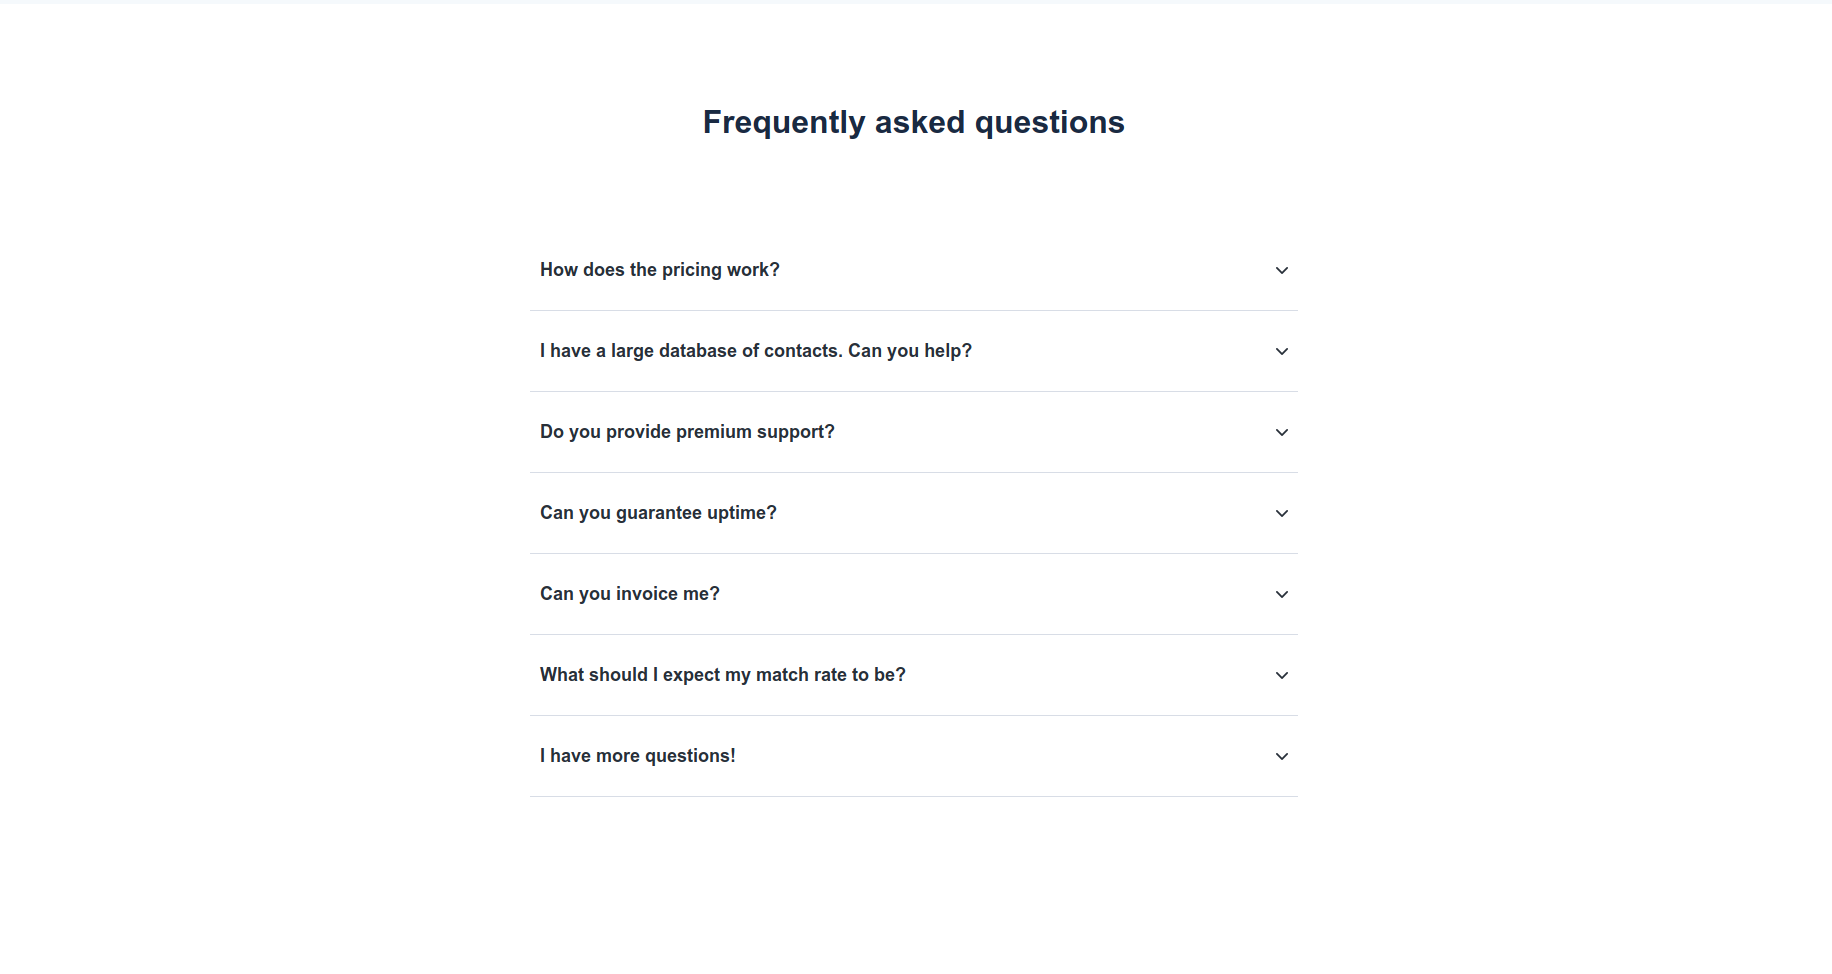 Frequently asked questions
How does the pricing work?
I have a large database of contacts. Can you help?
Do you provide premium support?
Can you guarantee uptime?
Can you invoice me?
What should I expect my match rate to be?
I have more questions!